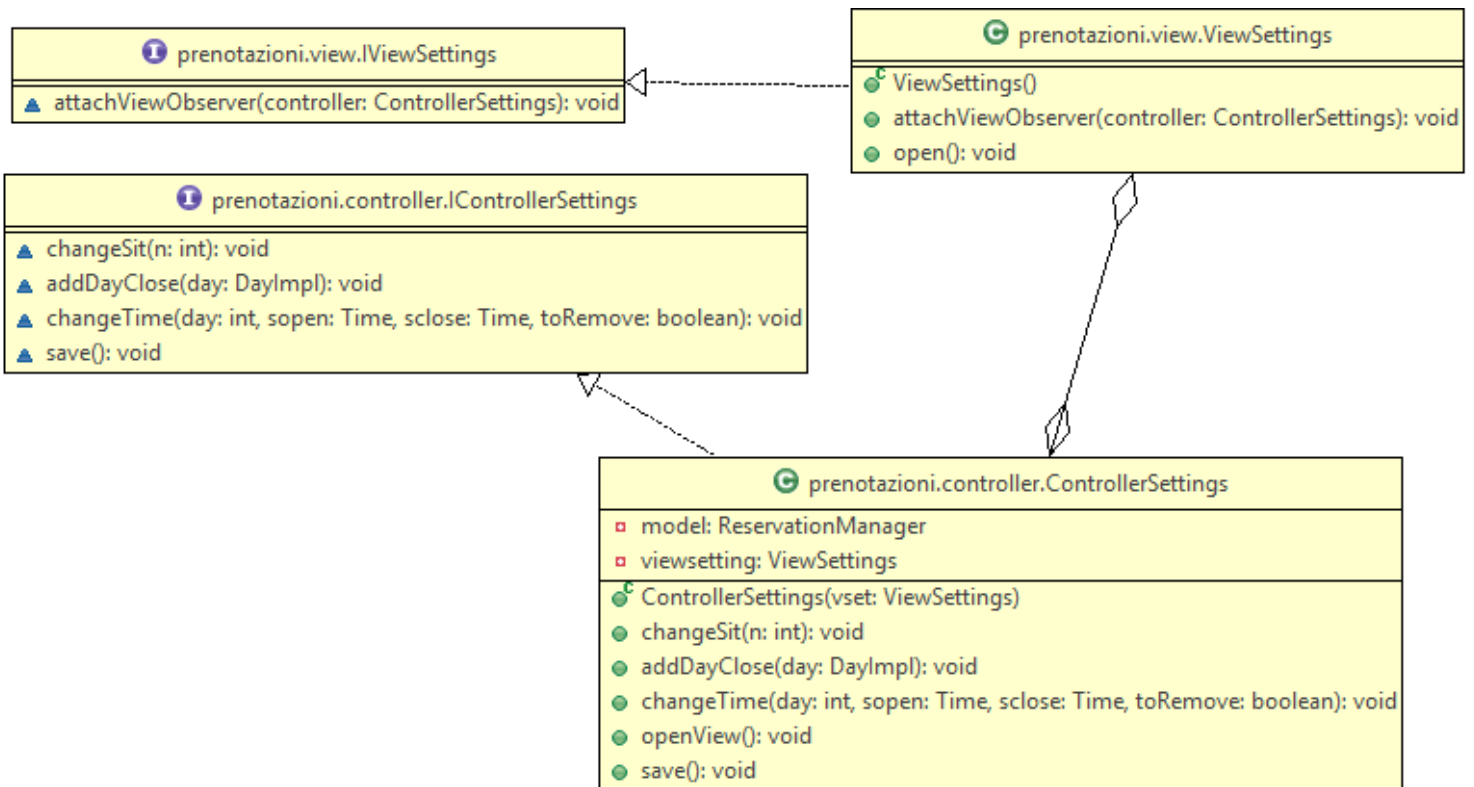 prenotazioni.view.IViewSettings
attachViewObserver(controller: ControllerSettings): void
prenotazioni.view.ViewSettings
ViewSettings()
attachViewObserver(controller: ControllerSettings): void
open(): void
prenotazioni.controller.IControllerSettings
changeSit(n: int): void
addDayClose(day: DayImpl): void
changeTime(day: int, sopen: Time, sclose: Time, toRemove: boolean): void
save(): void
prenotazioni.controller.ControllerSettings
model: ReservationManager
viewsetting: ViewSettings
ControllerSettings(vset: ViewSettings)
changeSit(n: int): void
addDayClose(day: DayImpl): void
changeTime(day: int, sopen: Time, sclose: Time, toRemove: boolean): void
openView(): void
save(): void